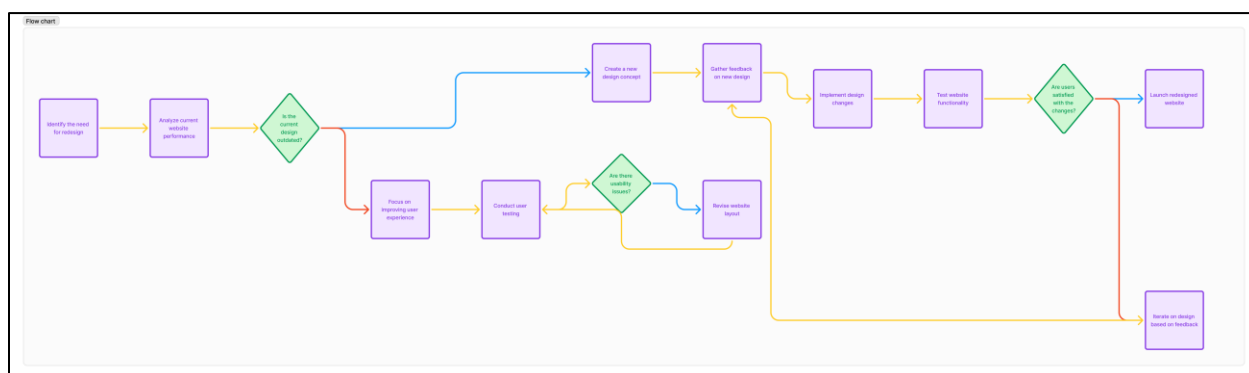 Flow chart
Identify the need
for redesign
Analyze current
website
performance
Is the
current
design
outdated?
Create a new
design concept
Gather feedback
on new design
Implement design
changes
Test website
functionality
Are users
satisfied
with the
changes?
Launch redesigned
website
Focus on
improving user
experience
Conduct user
testing
Are there
usability
issues?
Revise website
layout
Iterate on design
based on feedback